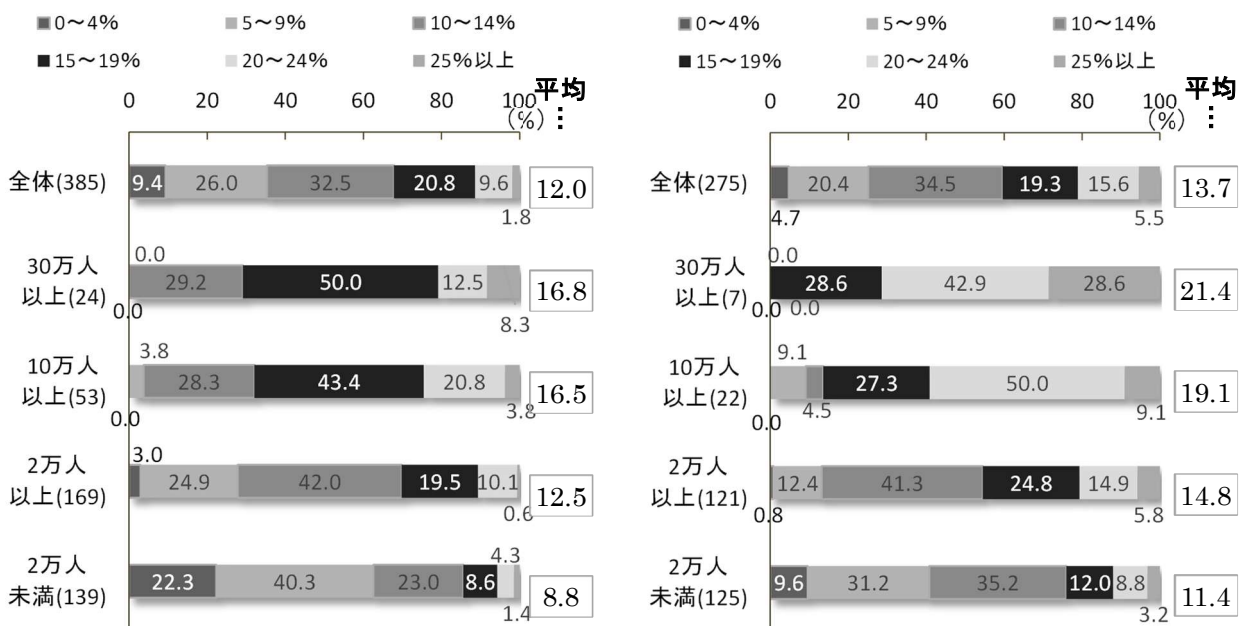 0～4% 5～9% 10～14%
15～19% 20～24% 25%以上
0 20 40 60 80 100 平均
(%) …
全体(385) 9.4 26.0 32.5 20.8 9.6 12.0
1.8
0.0
30万人
以上(24) 29.2 50.0 12.5 16.8
0.0 8.3
3.8
10万人
以上(53) 28.3 43.4 20.8 16.5
0.0 3.8
3.0
2万人
以上(169) 24.9 42.0 19.5 10.1 12.5
0.6
4.3
2万人
未満(139) 22.3 40.3 23.0 8.6 8.8
1.4
0～4% 5～9% 10～14%
15～19% 20～24% 25%以上
0 20 40 60 80 100 平均
(%) …
全体(275) 20.4 34.5 19.3 15.6 13.7
4.7 5.5
0.0
30万人
以上(7) 28.6 42.9 28.6 21.4
0.0 0.0
9.1
10万人
以上(22) 27.3 50.0 19.1
4.5 9.1
0.0
2万人
以上(121) 12.4 41.3 24.8 14.9 14.8
0.8 5.8
2万人
未満(125) 9.6 31.2 35.2 12.0 8.8 11.4
3.2